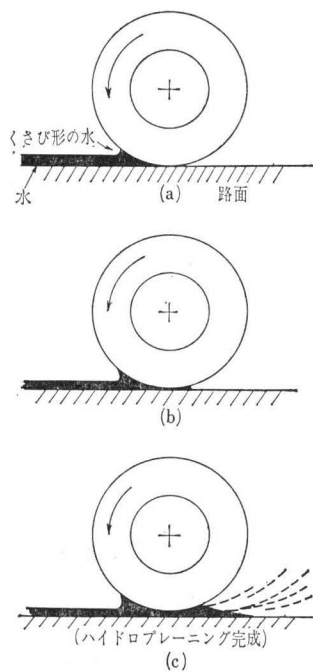 くさび形の水
水
路面
(a)
(b)
(ハイドロプレーニング完成)
(c)